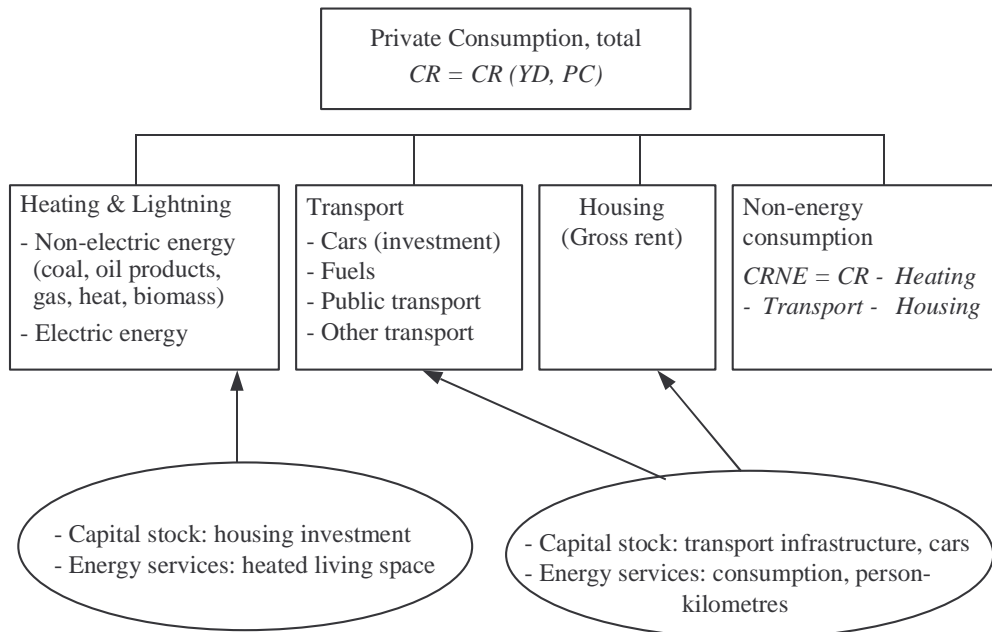 Private Consumption, total
CR = CR (YD, PC)
Heating & Lightning
- Non-electric energy
(coal, oil products,
gas, heat, biomass)
- Electric energy
Transport
- Cars (investment)
- Fuels
- Public transport
- Other transport
Housing
(Gross rent)
Non-energy
consumption
CRNE = CR - Heating
- Transport - Housing
- Capital stock: housing investment
- Energy services: heated living space
- Capital stock: transport infrastructure, cars
- Energy services: consumption, person-
kilometres